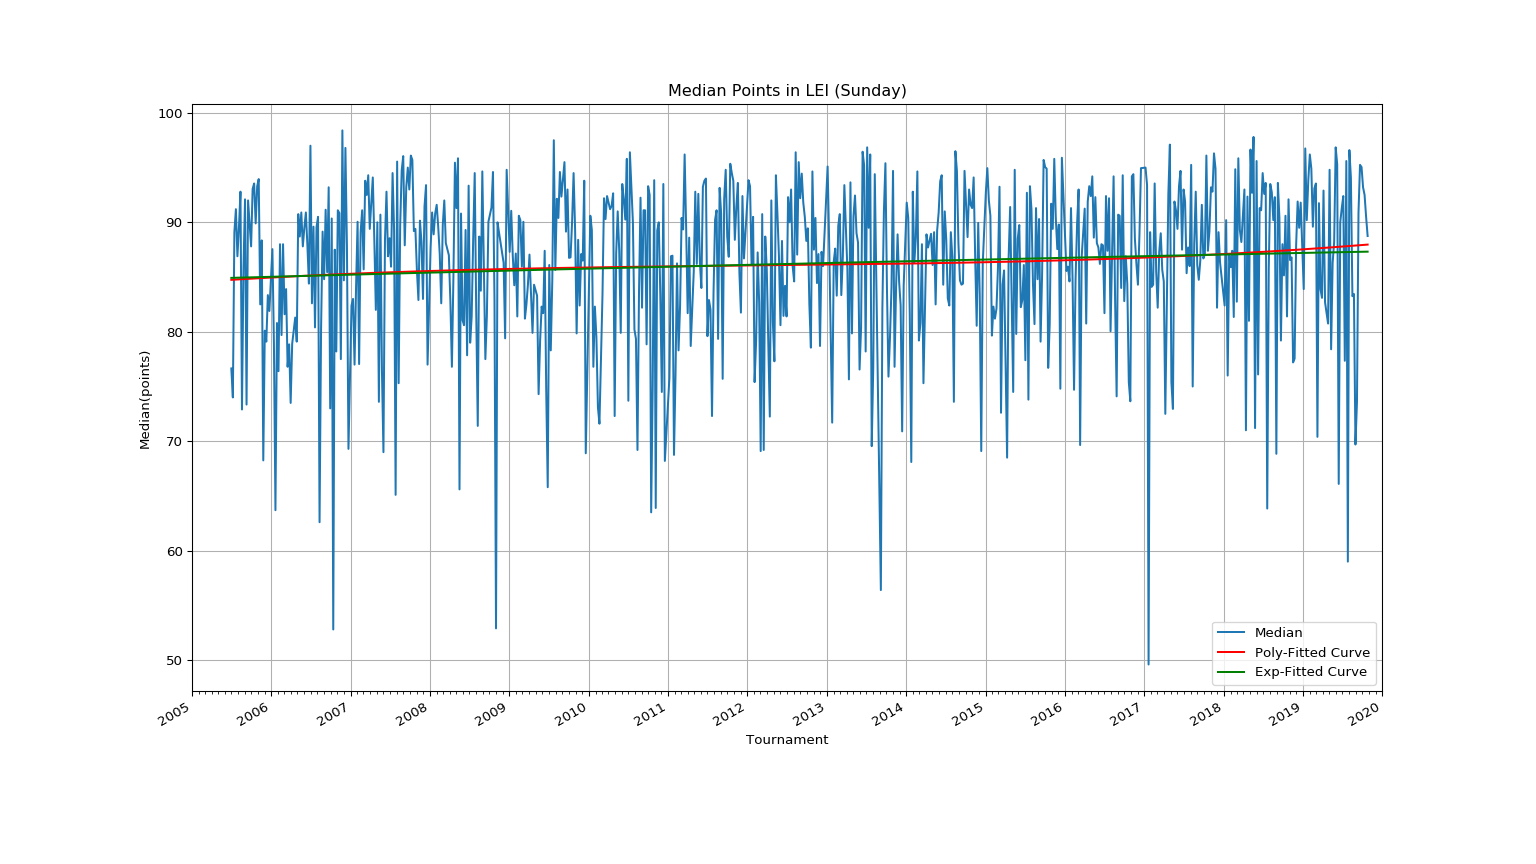 Median Points in LEI (Sunday)
100
90
80
70
60
50
Median(points)
Median
Poly-Fitted Curve
Exp-Fitted Curve
2005 2006 2007 2008 2009 2010 2011 2012 2013 2014 2015 2016 2017 2018 2019 2020
Tournament